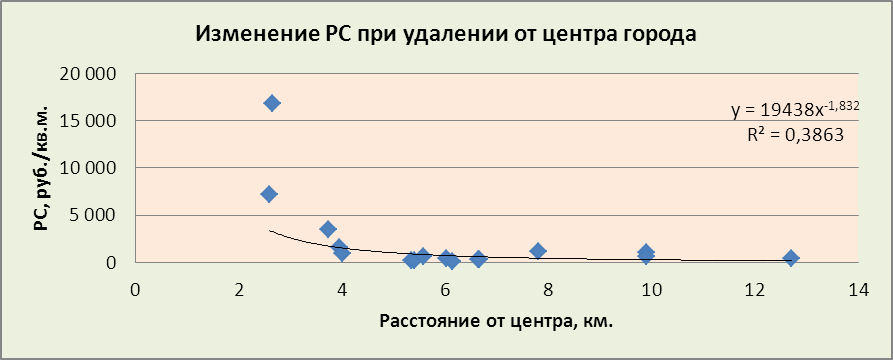 Изменение РС при удалении от центра города
РС, руб./кв.м.
20 000
15 000
10 000
5 000
0
y = 19438x^-1,832
R² = 0,3863
0 2 4 6 8 10 12 14
Расстояние от центра, км.